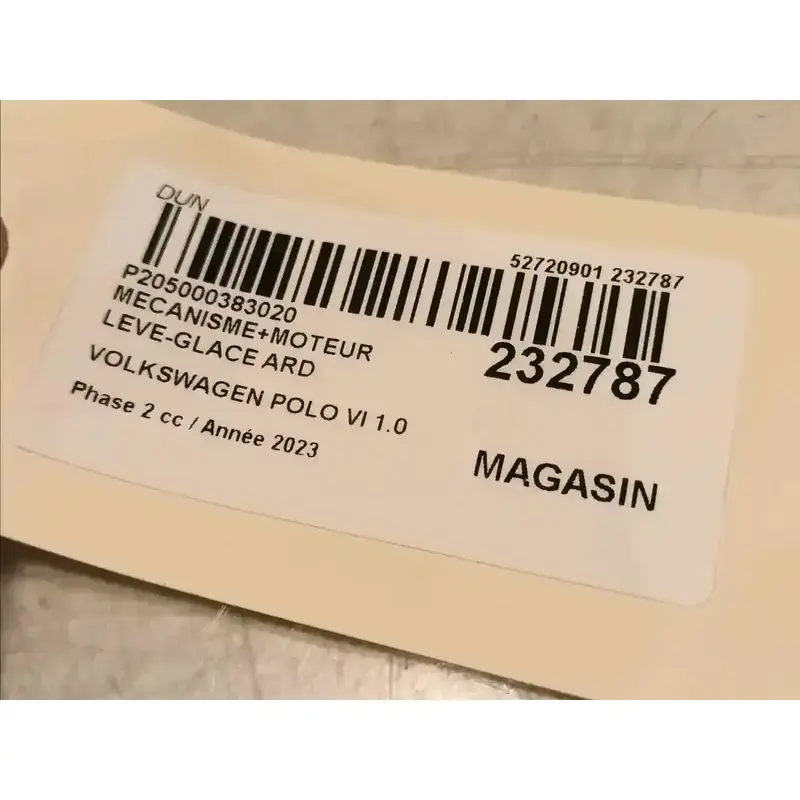 DUN
52720901 232787
P205000383020
MECANISME+MOTEUR
LEVE-GLACE ARD
232787
VOLKSWAGEN POLO VI 1.0
Phase 2 cc / Année 2023
MAGASIN